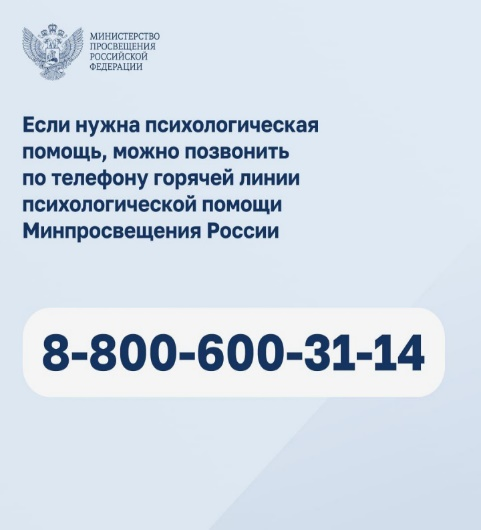 МИНИСТЕРСТВО
ПРОСВЕЩЕНИЯ
РОССИЙСКОЙ
ФЕДЕРАЦИИ
Если нужна психологическая
помощь, можно позвонить
по телефону горячей линии
психологической помощи
Минпросвещения России
8-800-600-31-14